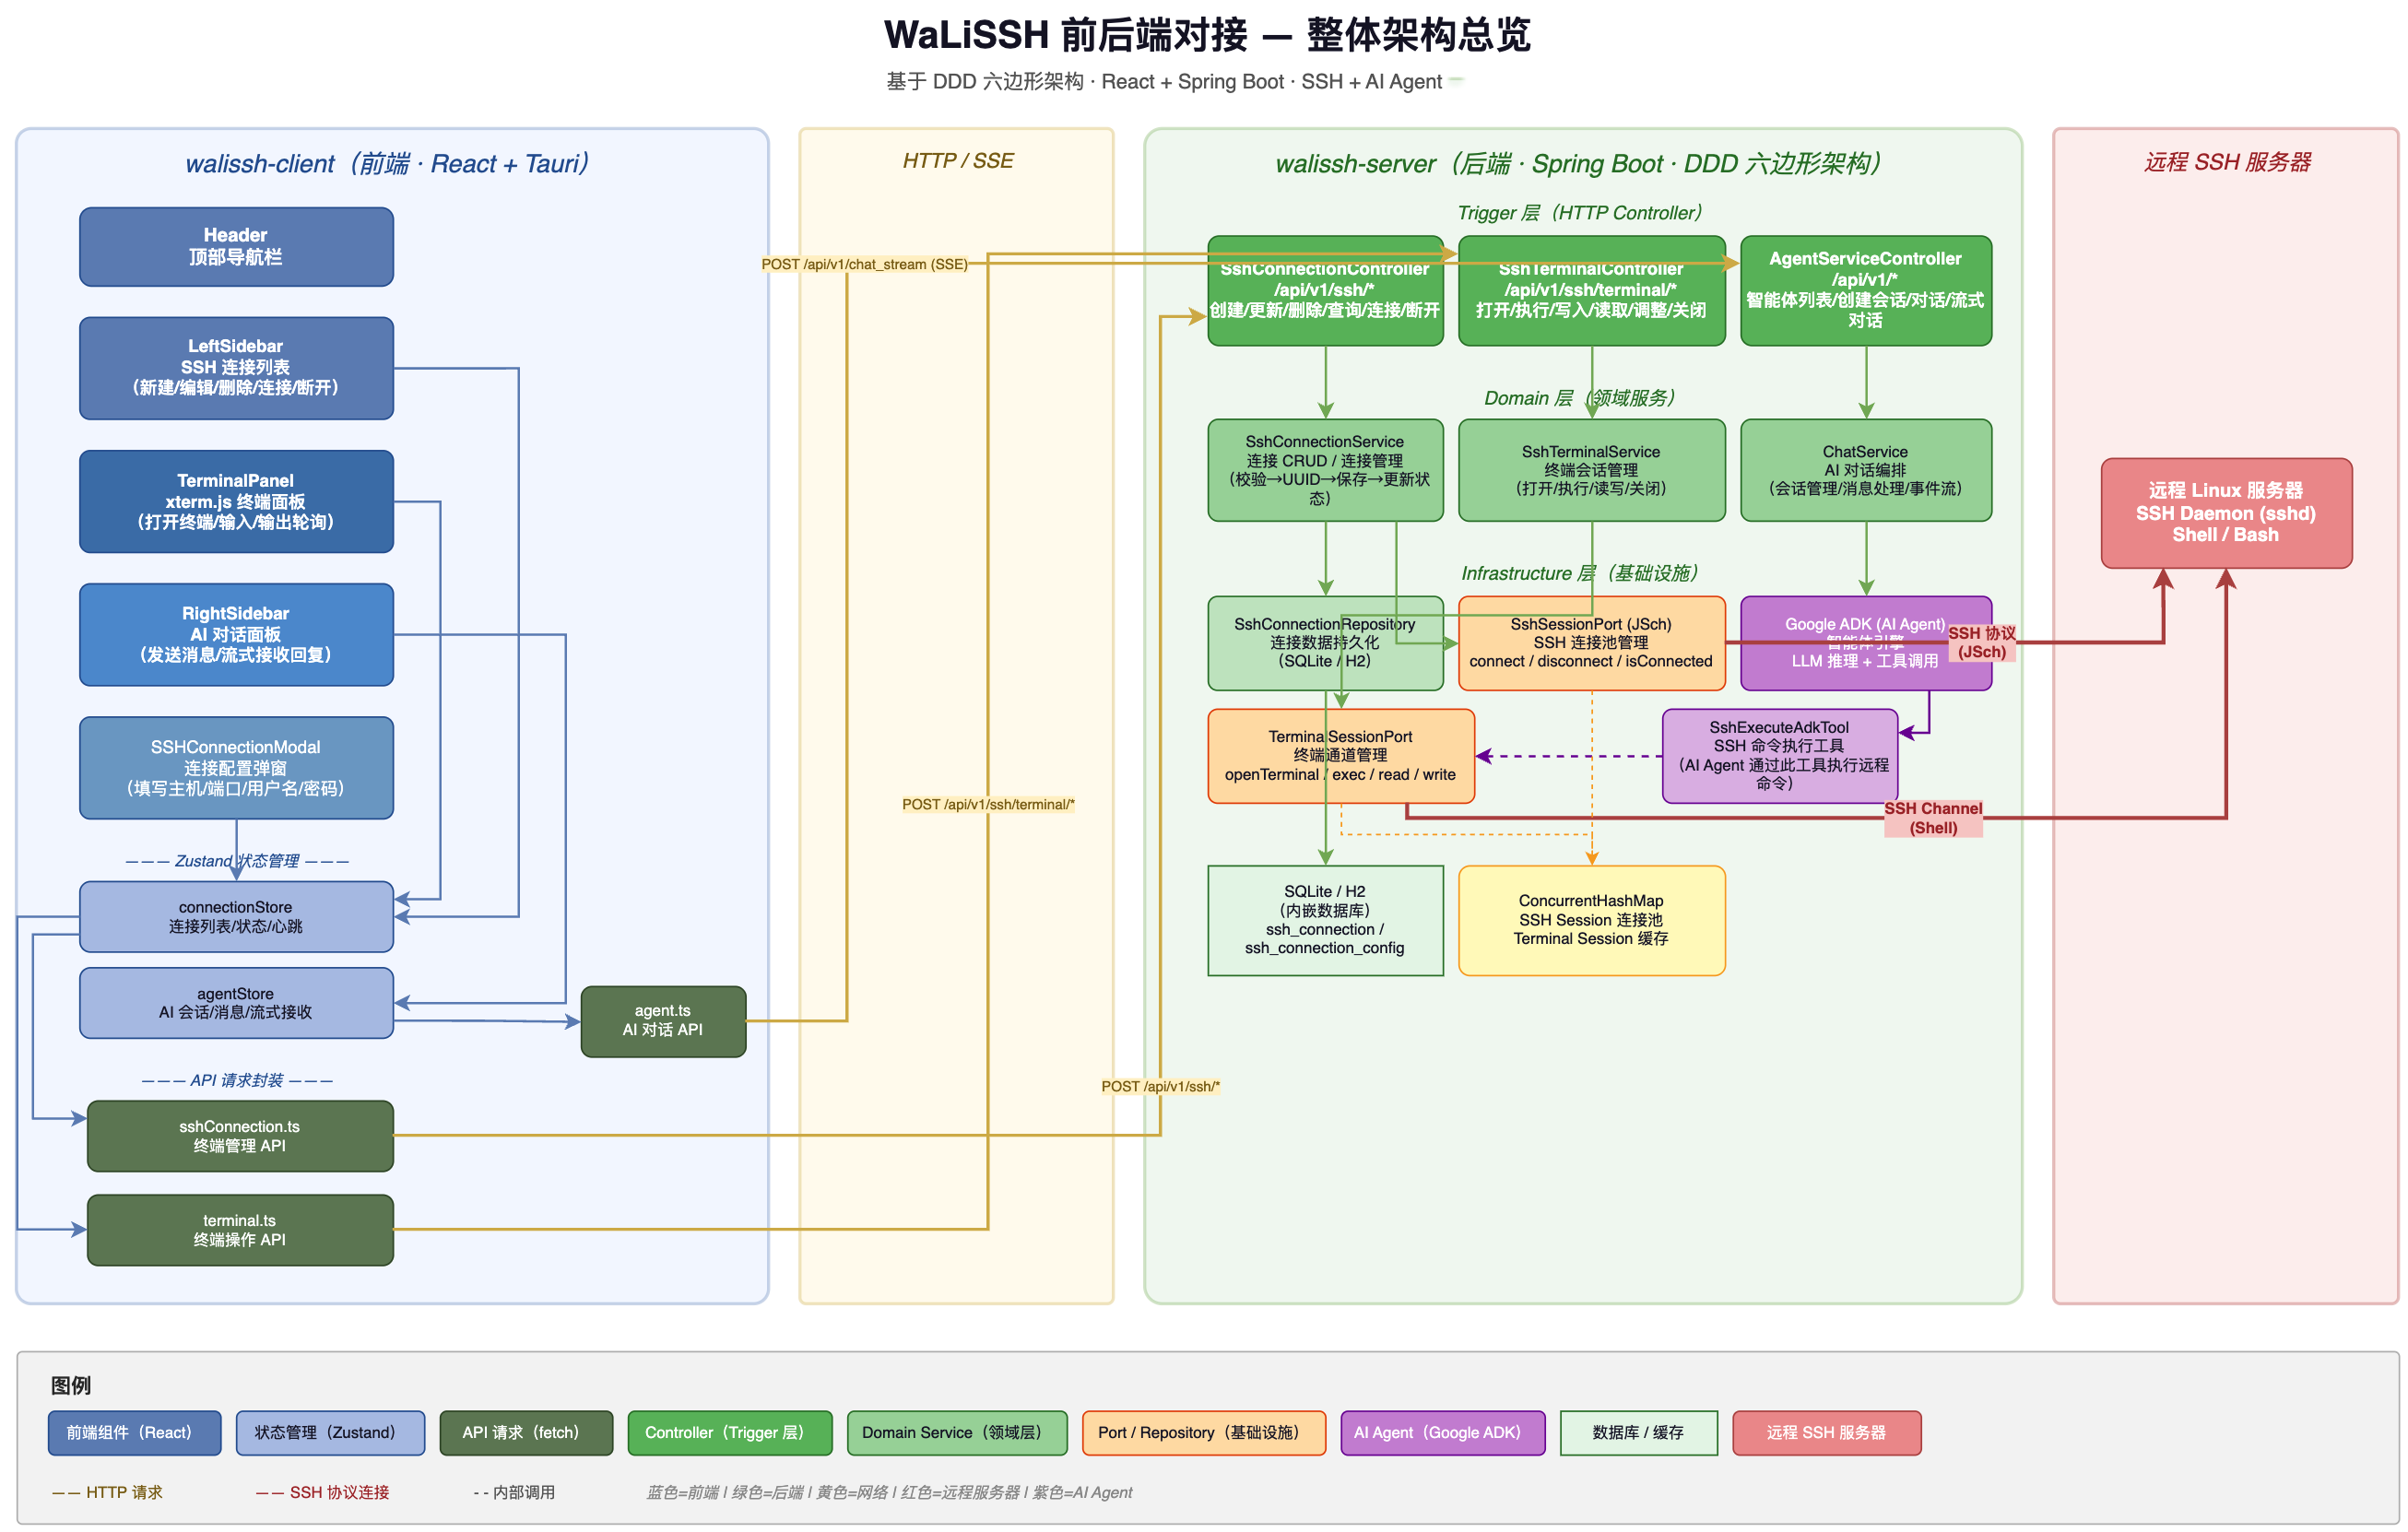 WaLiSSH 前后端对接 — 整体架构总览
基于 DDD 六边形架构 · React + Spring Boot · SSH + AI Agent
walissh-client（前端 · React + Tauri）
Header
顶部导航栏
LeftSidebar
SSH 连接列表
（新建/编辑/删除/连接/断开）
TerminalPanel
xterm.js 终端面板
（打开终端/输入/输出轮询）
RightSidebar
AI 对话面板
（发送消息/流式接收回复）
SSHConnectionModal
连接配置弹窗
（填写主机/端口/用户名/密码）
——— Zustand 状态管理 ———
connectionStore
连接列表/状态/心跳
agentStore
AI 会话/消息/流式接收
agent.ts
AI 对话 API
——— API 请求封装 ———
sshConnection.ts
终端管理 API
terminal.ts
终端操作 API
HTTP / SSE
POST /api/v1/chat_stream (SSE)
POST /api/v1/ssh/terminal/*
POST /api/v1/ssh/*
walissh-server（后端 · Spring Boot · DDD 六边形架构）
Trigger 层（HTTP Controller）
SshConnectionController
/api/v1/ssh/*
创建/更新/删除/查询/连接/断开
SshTerminalController
/api/v1/ssh/terminal/*
打开/执行/写入/读取/调整/关闭
AgentServiceController
/api/v1/*
智能体列表/创建会话/对话/流式
对话
Domain 层（领域服务）
SshConnectionService
连接 CRUD / 连接管理
（校验→UUID→保存→更新状
态）
SshTerminalService
终端会话管理
（打开/执行/读写/关闭）
ChatService
AI 对话编排
（会话管理/消息处理/事件流）
Infrastructure 层（基础设施）
SshConnectionRepository
连接数据持久化
（SQLite / H2）
SshSessionPort (JSch)
SSH 连接池管理
connect / disconnect / isConnected
Google ADK (AI Agent)
智能体引擎
LLM 推理 + 工具调用
TerminalSessionPort
终端通道管理
openTerminal / exec / read / write
SshExecuteAdkTool
SSH 命令执行工具
（AI Agent 通过此工具执行远程
命令）
SQLite / H2
（内嵌数据库）
ssh_connection /
ssh_connection_config
ConcurrentHashMap
SSH Session 连接池
Terminal Session 缓存
SSH 协议
(JSch)
SSH Channel
(Shell)
远程 SSH 服务器
远程 Linux 服务器
SSH Daemon (sshd)
Shell / Bash
图例
前端组件（React）
状态管理（Zustand）
API 请求（fetch）
Controller（Trigger 层）
Domain Service（领域层）
Port / Repository（基础设施）
AI Agent（Google ADK）
数据库 / 缓存
远程 SSH 服务器
—— HTTP 请求
—— SSH 协议连接
- - 内部调用
蓝色=前端 | 绿色=后端 | 黄色=网络 | 红色=远程服务器 | 紫色=AI Agent